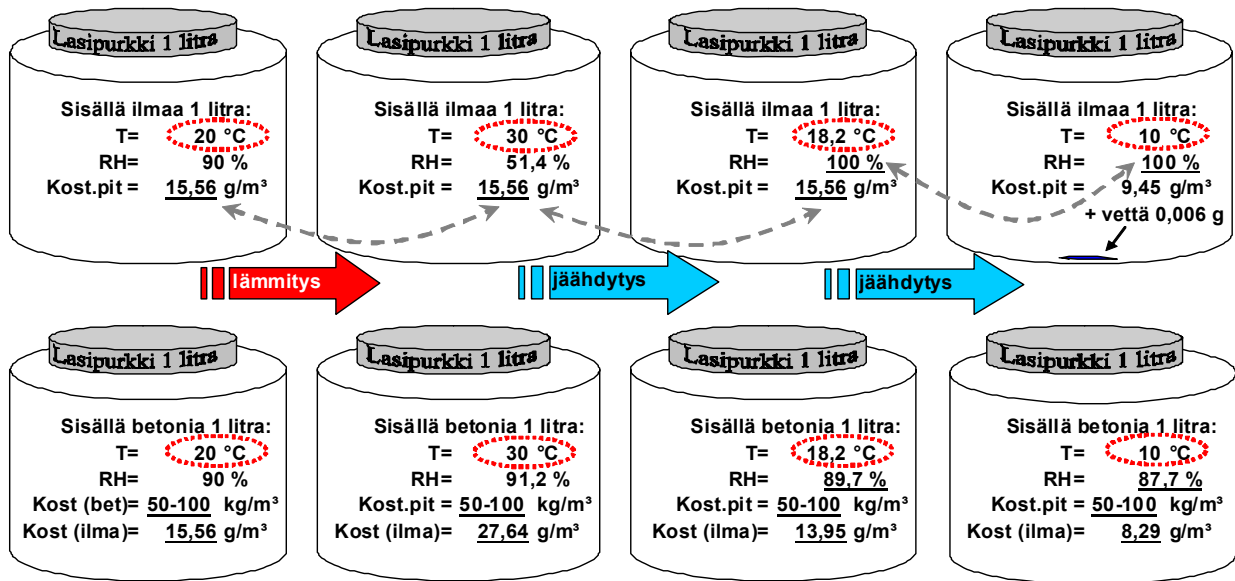 Lasipurkki 1 litra
Sisällä ilmaa 1 litra:
T= 20 °C
RH= 90 %
Kost.pit = 15,56 g/m³
Lasipurkki 1 litra
Sisällä ilmaa 1 litra:
T= 30 °C
RH= 51,4 %
Kost.pit = 15,56 g/m³
Lasipurkki 1 litra
Sisällä ilmaa 1 litra:
T= 18,2 °C
RH= 100 %
Kost.pit = 15,56 g/m³
Lasipurkki 1 litra
Sisällä ilmaa 1 litra:
T= 10 °C
RH= 100 %
Kost.pit = 9,45 g/m³
+ vettä 0,006 g
lämmitys
jäähdytys
jäähdytys
Lasipurkki 1 litra
Sisällä betonia 1 litra:
T= 20 °C
RH= 90 %
Kost (bet)= 50-100 kg/m³
Kost (ilma)= 15,56 g/m³
Lasipurkki 1 litra
Sisällä betonia 1 litra:
T= 30 °C
RH= 91,2 %
Kost.pit = 50-100 kg/m³
Kost (ilma)= 27,64 g/m³
Lasipurkki 1 litra
Sisällä betonia 1 litra:
T= 18,2 °C
RH= 89,7 %
Kost.pit = 50-100 kg/m³
Kost (ilma)= 13,95 g/m³
Lasipurkki 1 litra
Sisällä betonia 1 litra:
T= 10 °C
RH= 87,7 %
Kost.pit = 50-100 kg/m³
Kost (ilma)= 8,29 g/m³